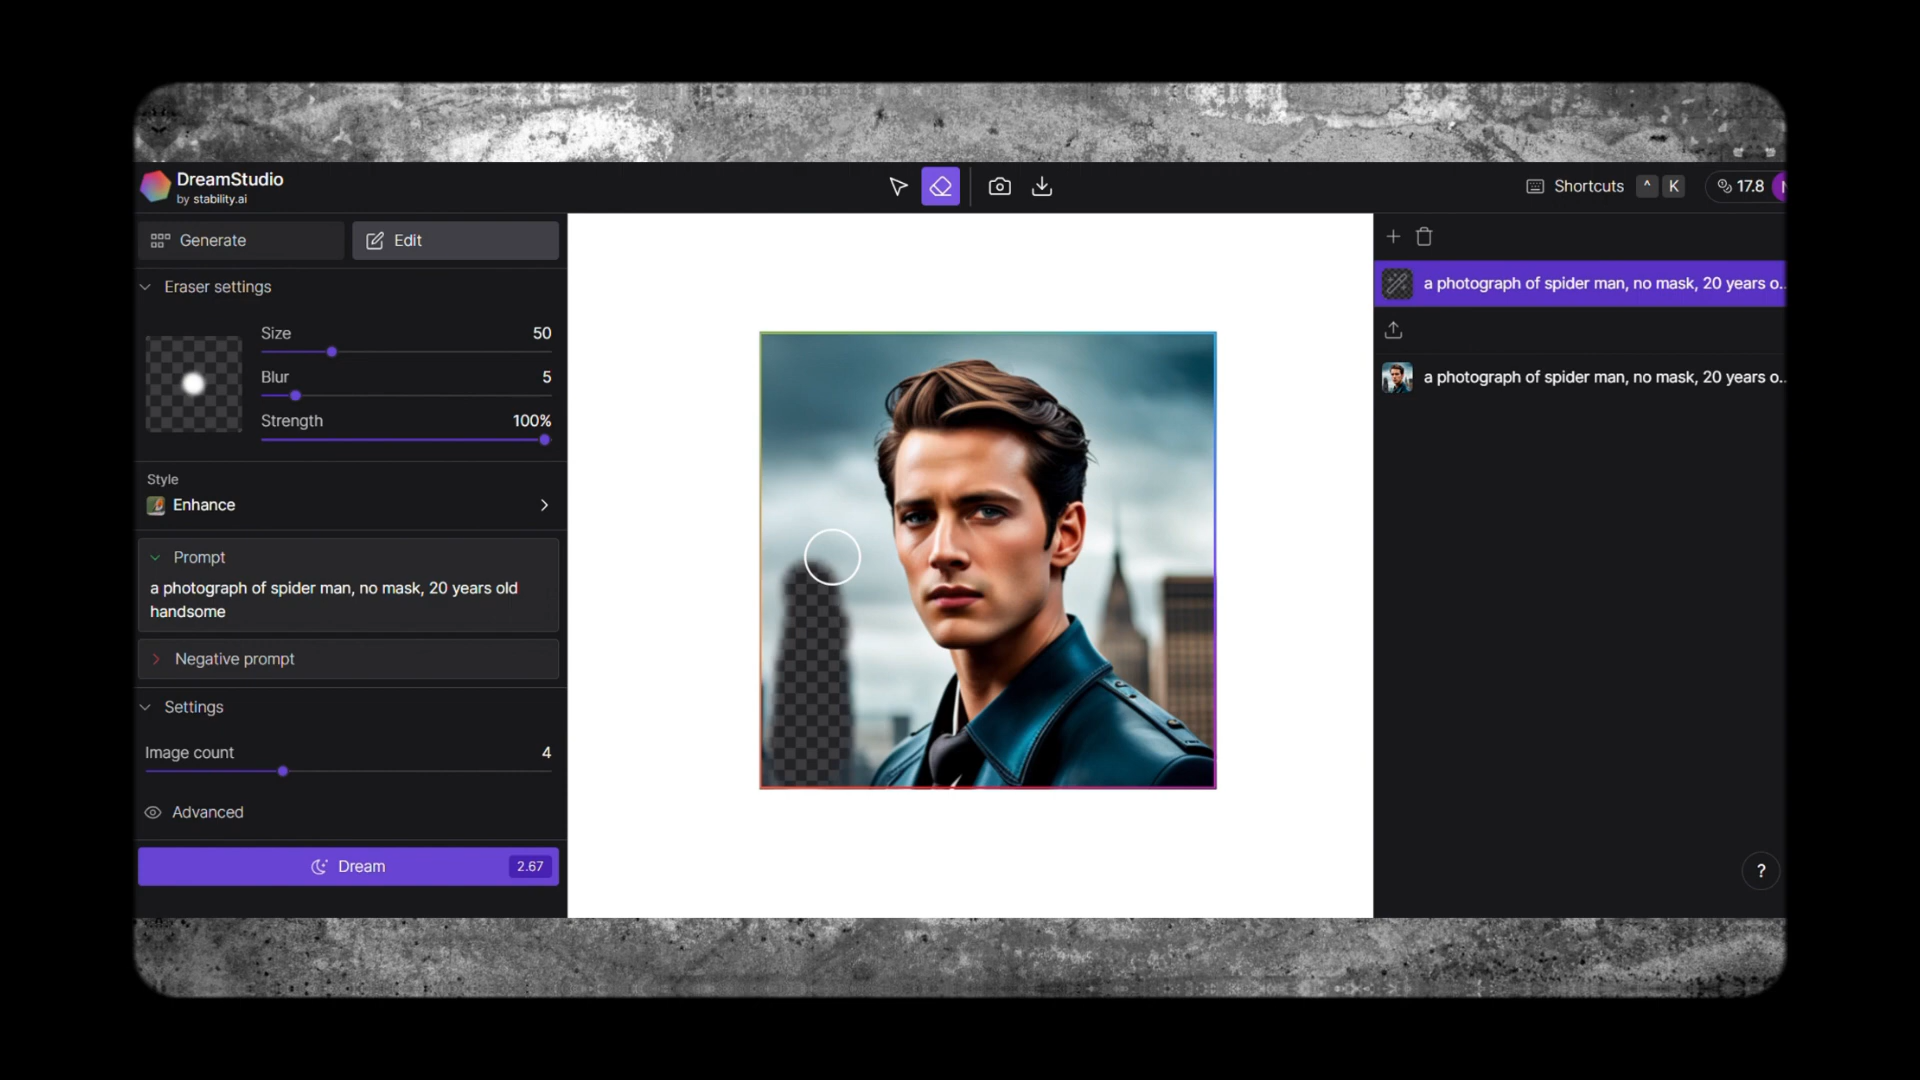 DreamStudio
by stability.ai
Shortcuts ^ K
17.8
Generate
Edit
Eraser settings
Size 50
Blur 5
Strength 100%
Style
Enhance
Prompt
a photograph of spider man, no mask, 20 years old
handsome
Negative prompt
Settings
Image count 4
Advanced
Dream 2.67
a photograph of spider man, no mask, 20 years o..
a photograph of spider man, no mask, 20 years o..
?